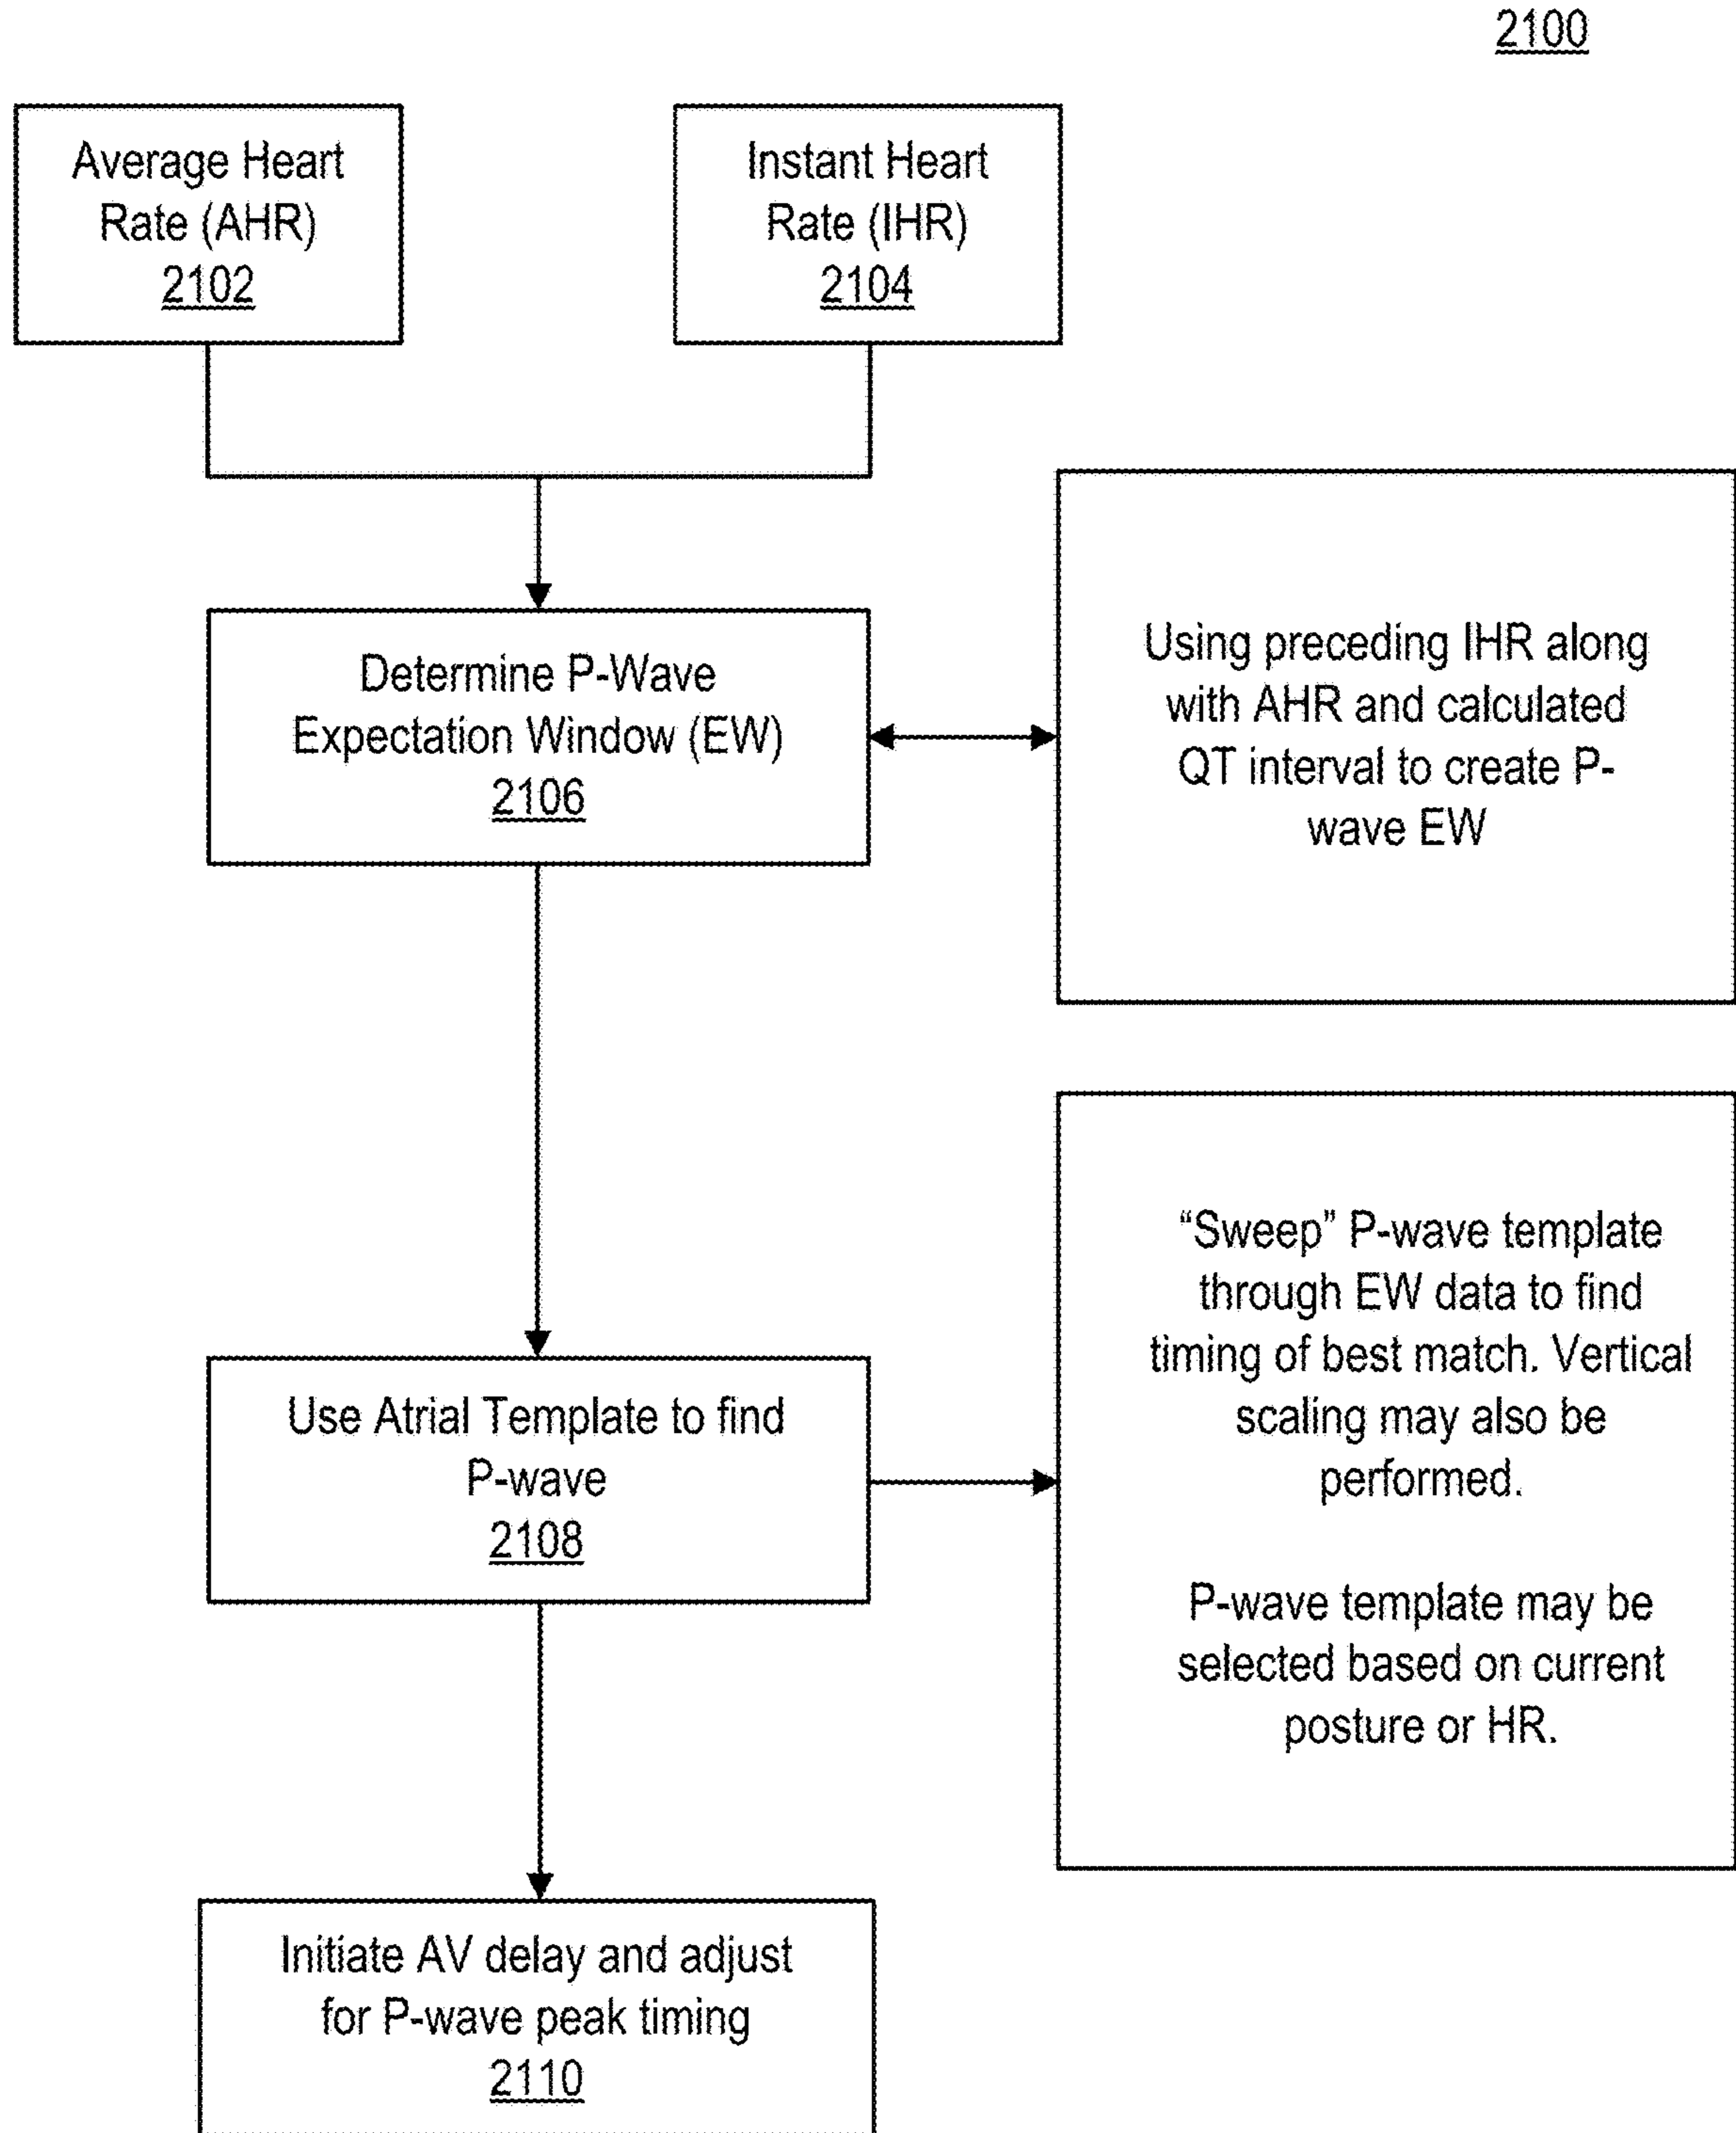 2100
Average Heart
Rate (AHR)
2102
Instant Heart
Rate (IHR)
2104
Determine P-Wave
Expectation Window (EW)
2106
Using preceding IHR along
with AHR and calculated
QT interval to create P-
wave EW
Use Atrial Template to find
P-wave
2108
“Sweep” P-wave template
through EW data to find
timing of best match. Vertical
scaling may also be
performed.
P-wave template may be
selected based on current
posture or HR.
Initiate AV delay and adjust
for P-wave peak timing
2110